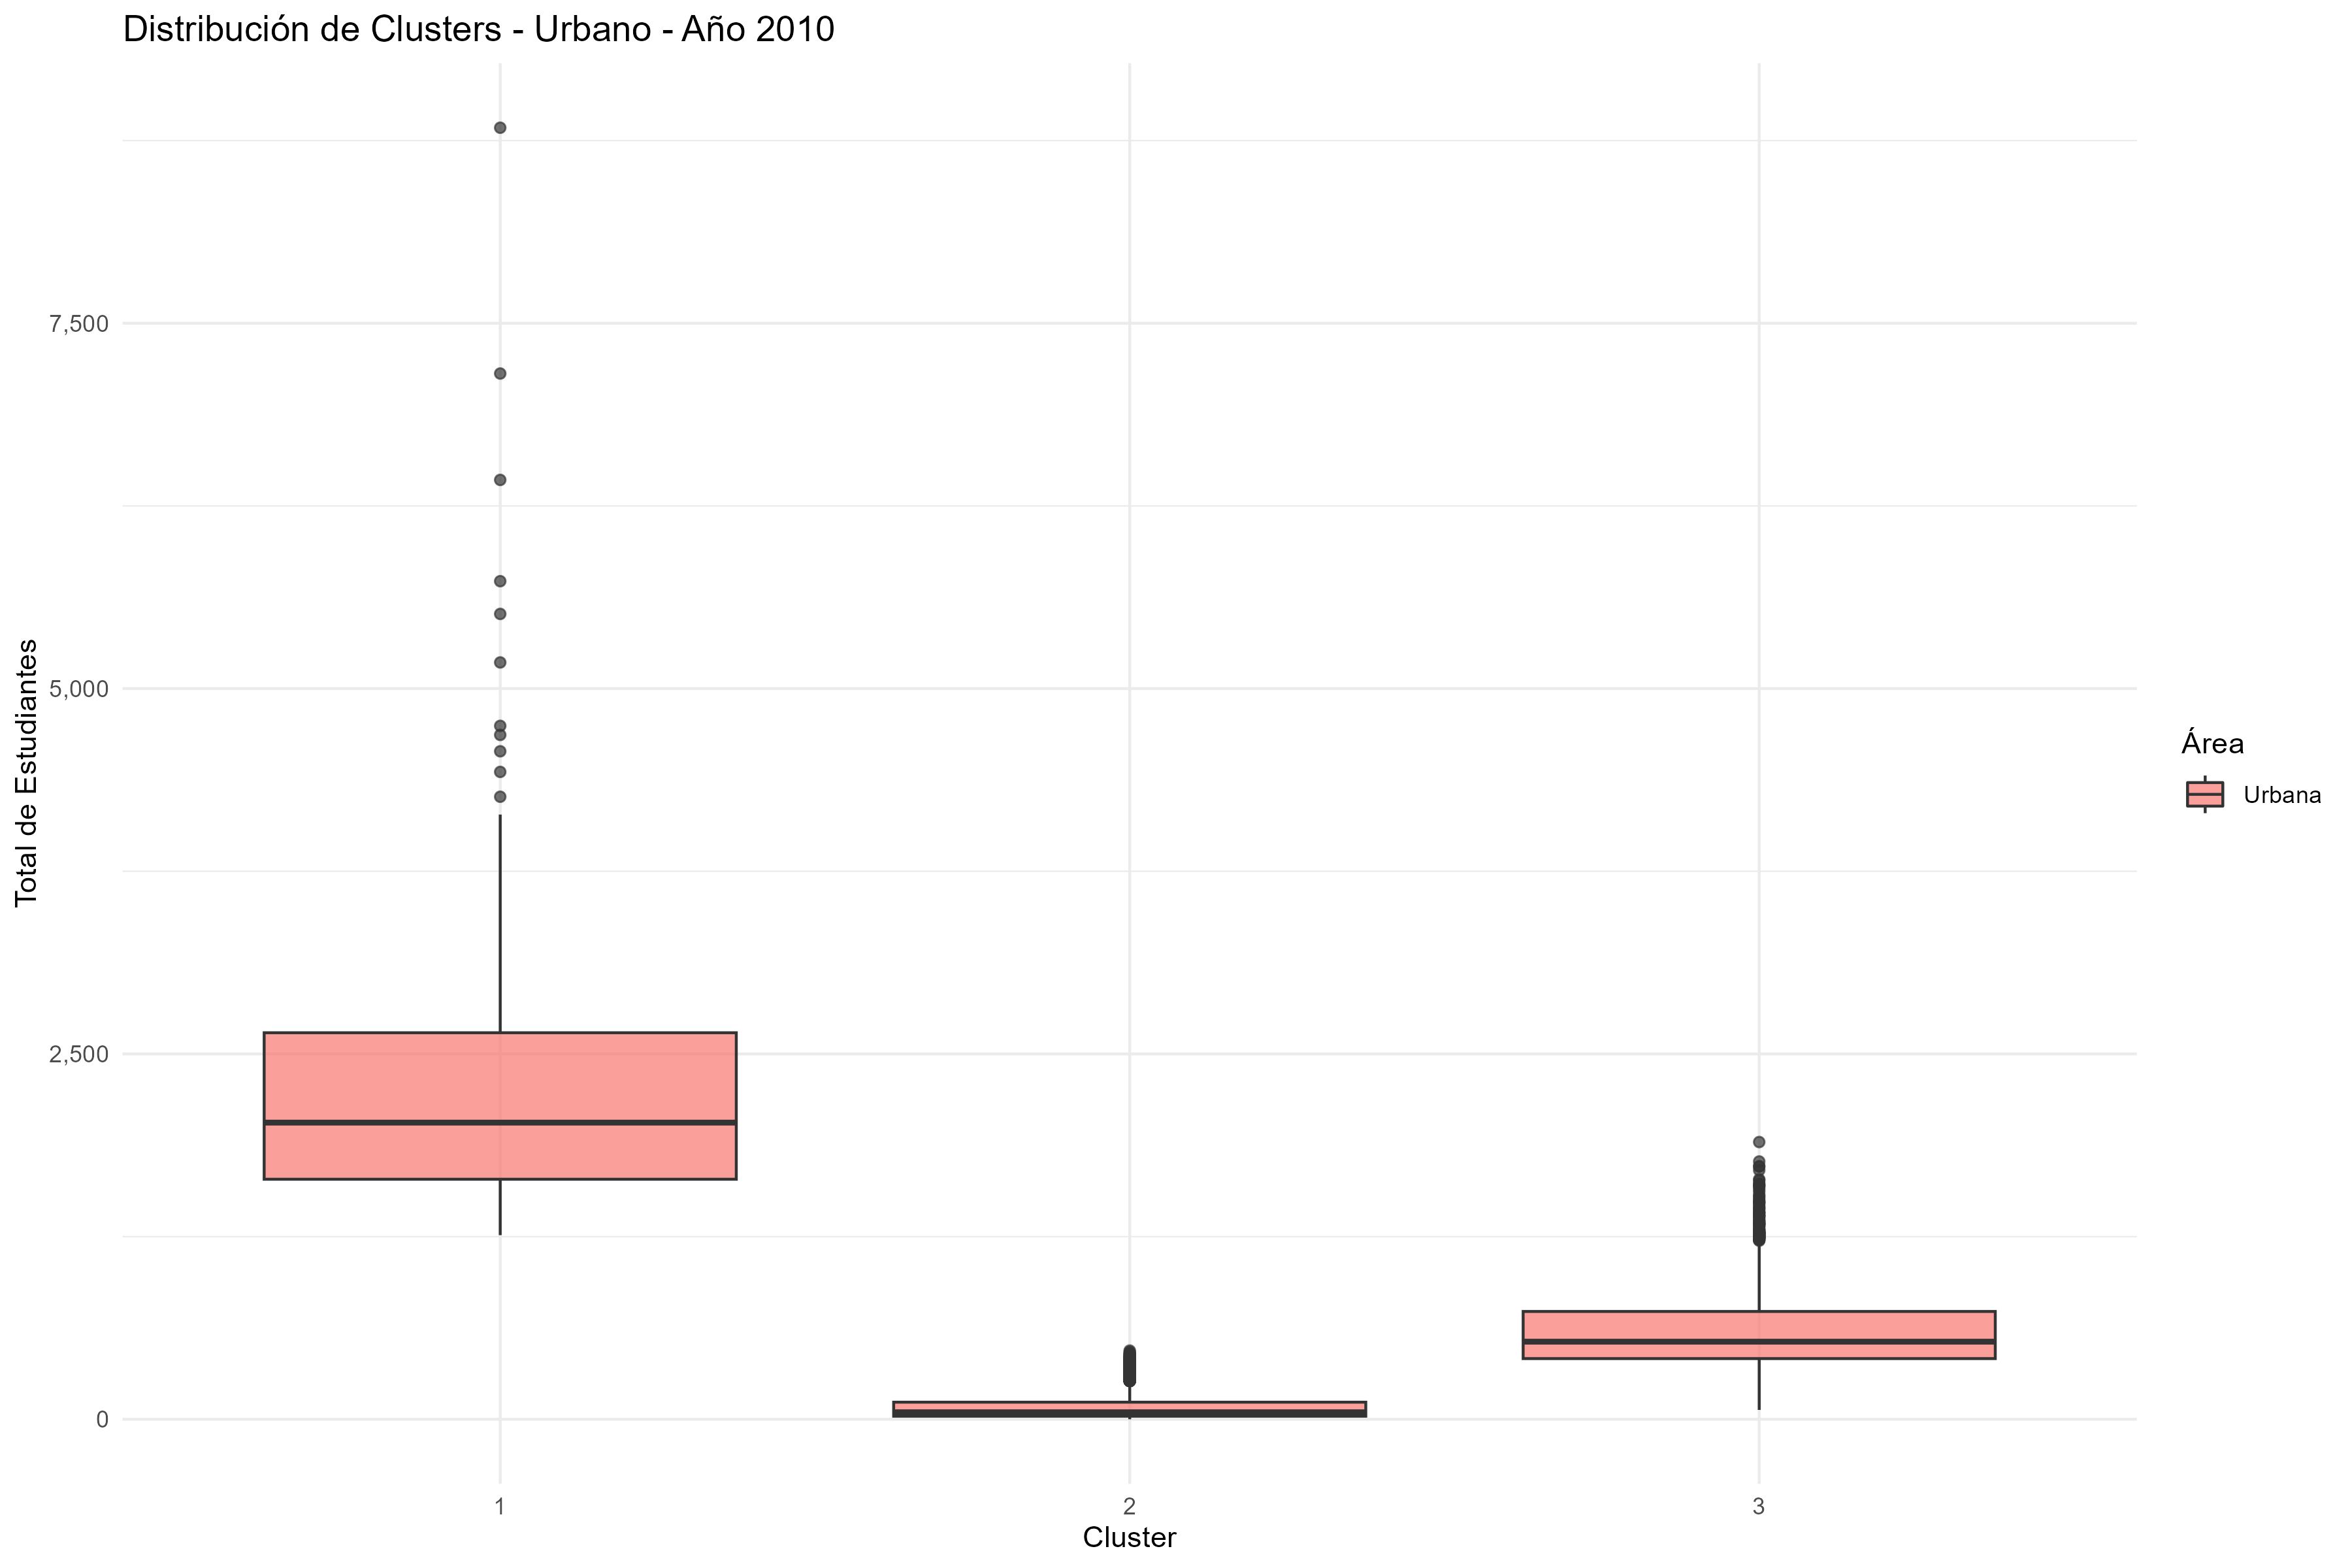 Distribución de Clusters - Urbano - Año 2010
Total de Estudiantes
7,500
5,000
2,500
0
1
2
3
Cluster
Área
Urbana